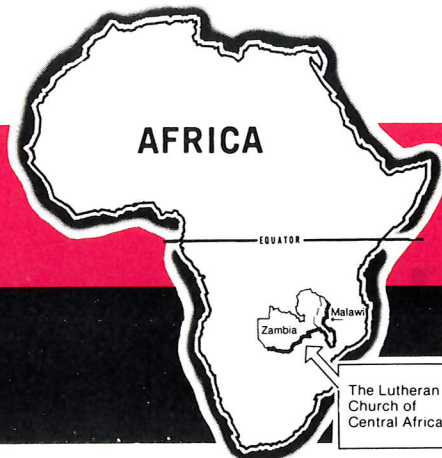 AFRICA
EQUATOR
Malawi
Zambia
The Lutheran
Church of
Central Africa